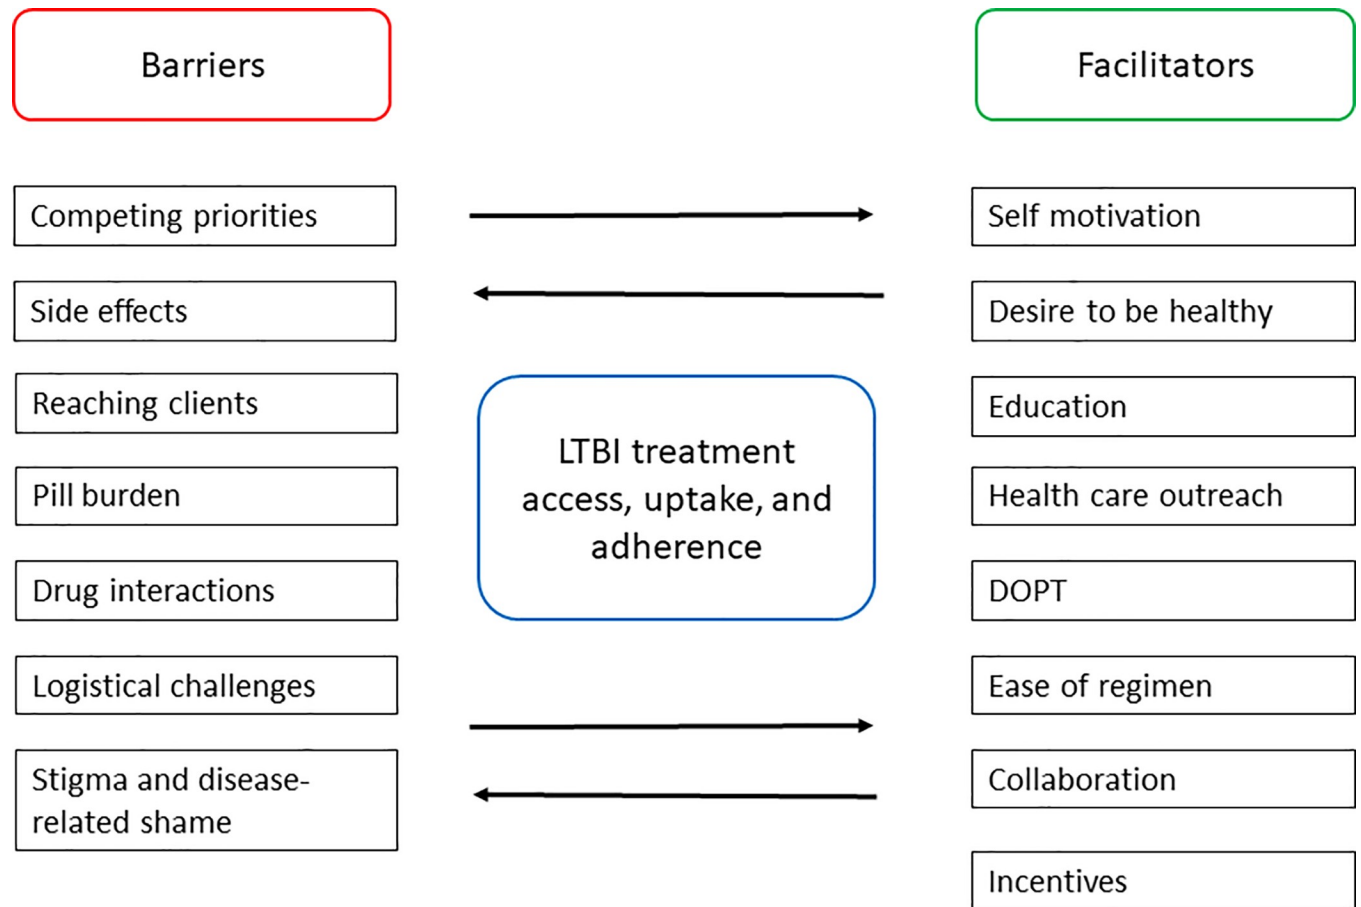 Barriers
Facilitators
Competing priorities
Side effects
Reaching clients
Pill burden
Drug interactions
Logistical challenges
Stigma and disease-
related shame
LTBI treatment
access, uptake, and
adherence
Self motivation
Desire to be healthy
Education
Health care outreach
DOPT
Ease of regimen
Collaboration
Incentives